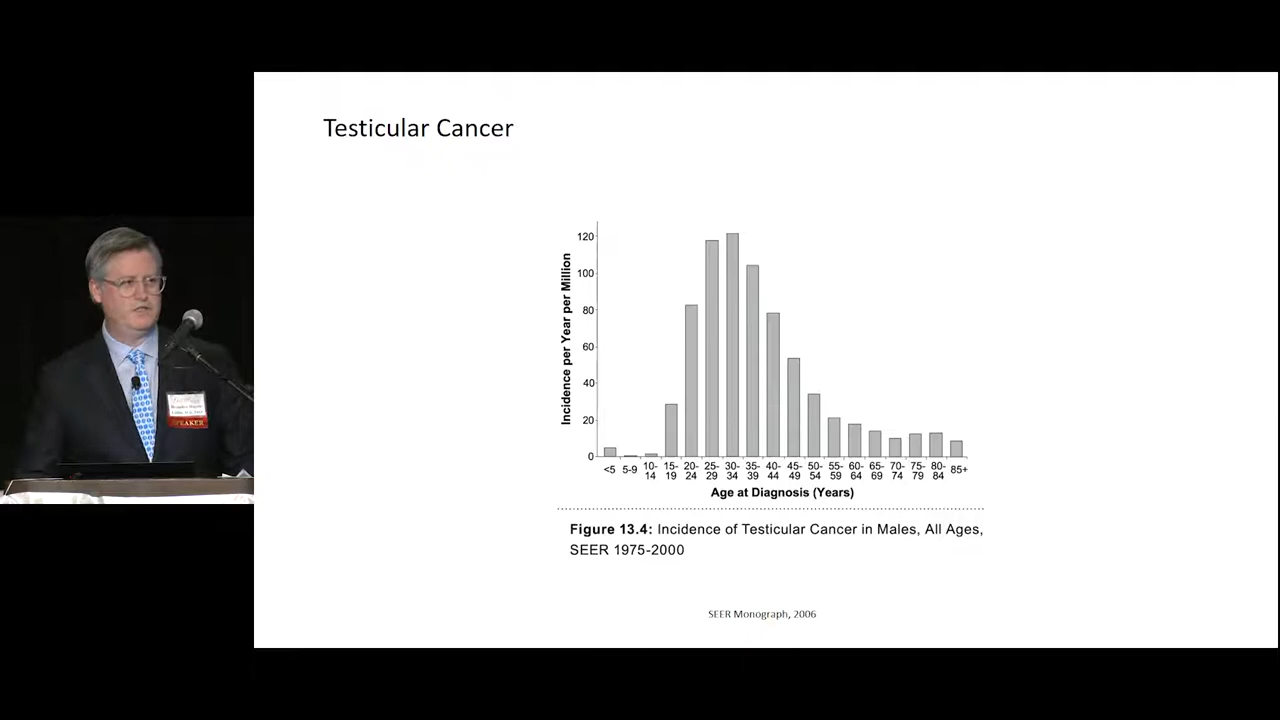 Testicular Cancer
Incidence per Year per Million
120
100
80
60
40
20
0
<5 5-9 10-14 15-19 20-24 25-29 30-34 35-39 40-44 45-49 50-54 55-59 60-64 65-69 70-74 75-79 80-84 85+
Age at Diagnosis (Years)
Figure 13.4: Incidence of Testicular Cancer in Males, All Ages,
SEER 1975-2000
SEER Monograph, 2006
SPEAKER